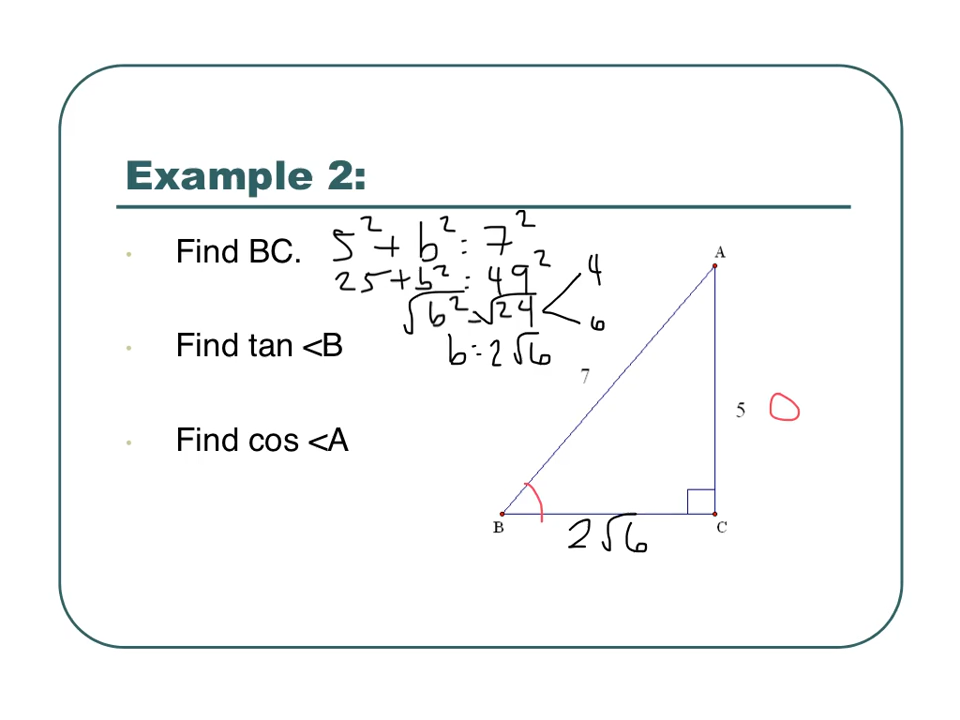 Example 2:
• Find BC.
5² + b² = 7²
25 + b² = 49²
√b² = √24
4
6
b = 2√6
• Find tan <B
• Find cos <A
A
7
5 O
B
C
2√6